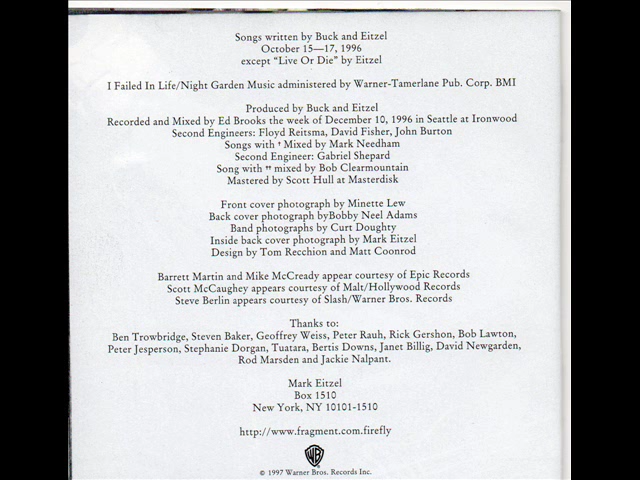 Songs written by Buck and Eitzel
October 15—17, 1996
except "Live Or Die" by Eitzel
I Failed In Life/Night Garden Music administered by Warner-Tamerlane Pub. Corp. BMI
Produced by Buck and Eitzel
Recorded and Mixed by Ed Brooks the week of December 10, 1996 in Seattle at Ironwood
Second Engineers: Floyd Reitsma, David Fisher, John Burton
Songs with † Mixed by Mark Needham
Second Engineer: Gabriel Shepard
Song with †† mixed by Bob Clearmountain
Mastered by Scott Hull at Masterdisk
Front cover photograph by Minette Lew
Back cover photograph byBobby Neel Adams
Band photographs by Curt Doughty
Inside back cover photograph by Mark Eitzel
Design by Tom Recchion and Matt Coonrod
Barrett Martin and Mike McCready appear courtesy of Epic Records
Scott McCaughey appears courtesy of Malt/Hollywood Records
Steve Berlin appears courtesy of Slash/Warner Bros. Records
Thanks to:
Ben Trowbridge, Steven Baker, Geoffrey Weiss, Peter Rauh, Rick Gershon, Bob Lawton,
Peter Jesperson, Stephanie Dorgan, Tuatara, Bertis Downs, Janet Billig, David Newgarden,
Rod Marsden and Jackie Nalpant.
Mark Eitzel
Box 1510
New York, NY 10101-1510
http://www.fragment.com.firefly
WB
© 1997 Warner Bros. Records Inc.